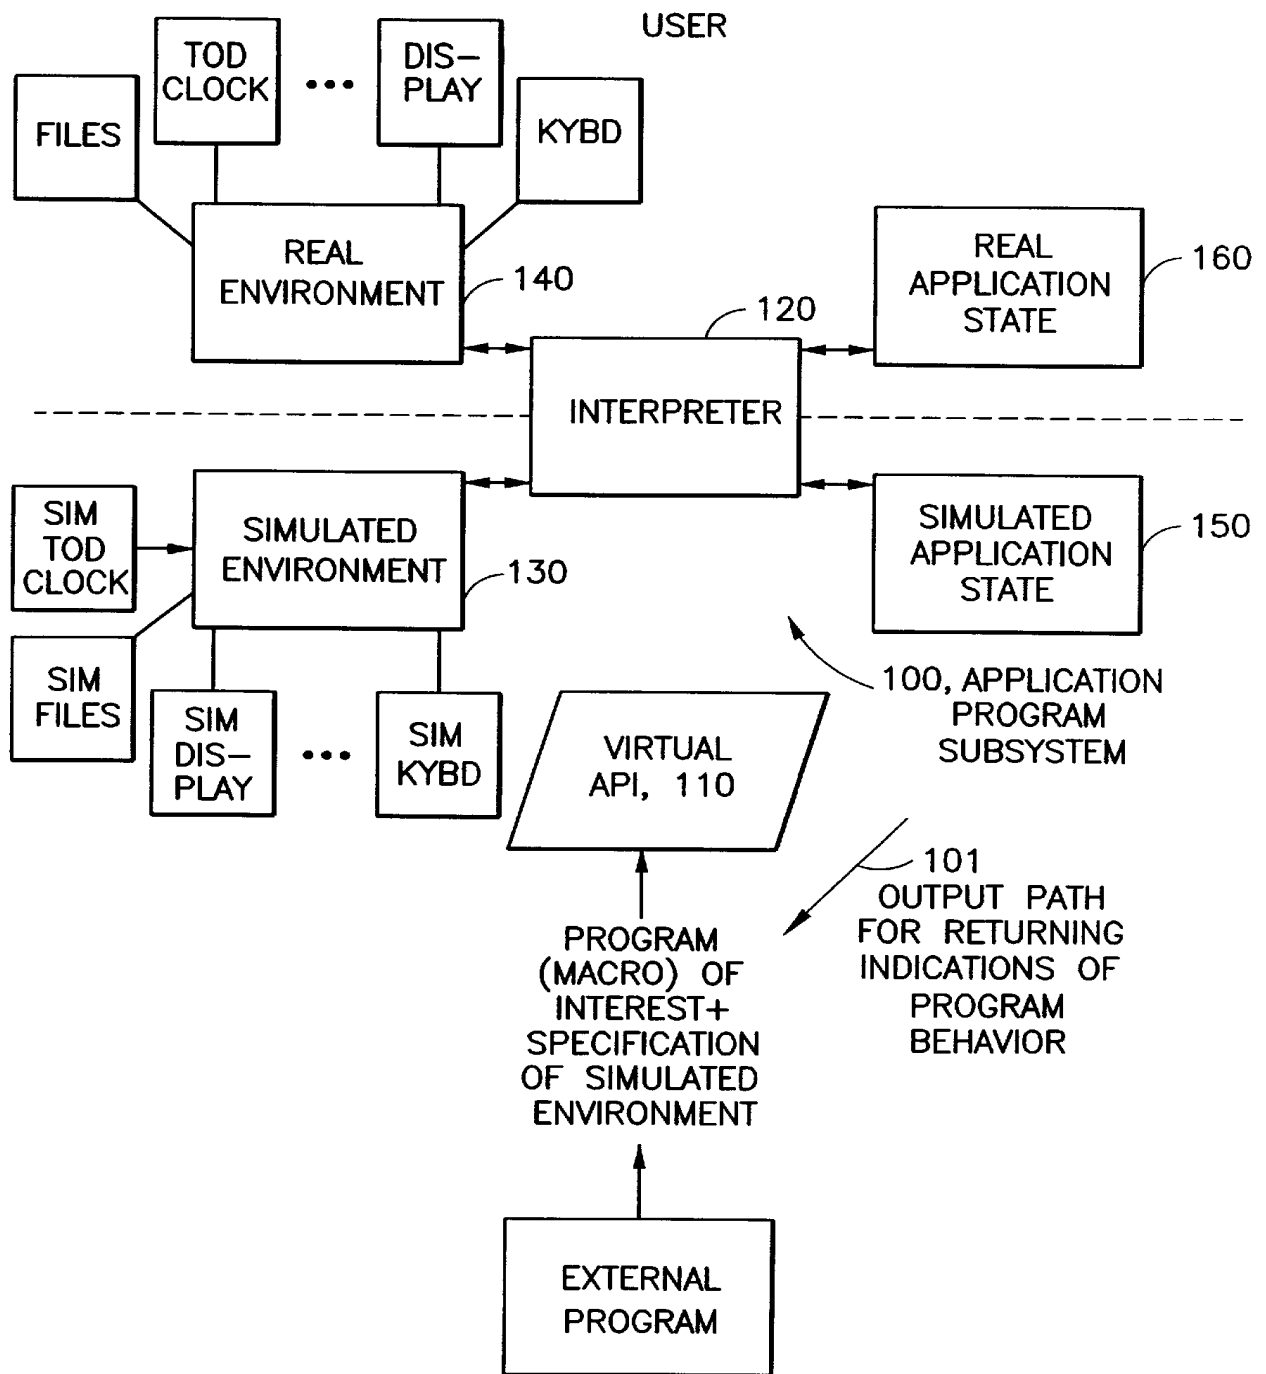 USER
TOD
CLOCK
•••
DIS–
PLAY
FILES
KYBD
REAL
ENVIRONMENT
140
REAL
APPLICATION
STATE
160
120
INTERPRETER
SIM
TOD
CLOCK
SIMULATED
ENVIRONMENT
130
SIMULATED
APPLICATION
STATE
150
SIM
FILES
SIM
DIS–
PLAY
•••
SIM
KYBD
100, APPLICATION
PROGRAM
SUBSYSTEM
VIRTUAL
API, 110
101
OUTPUT PATH
FOR RETURNING
INDICATIONS OF
PROGRAM
BEHAVIOR
PROGRAM
(MACRO) OF
INTEREST+
SPECIFICATION
OF SIMULATED
ENVIRONMENT
EXTERNAL
PROGRAM